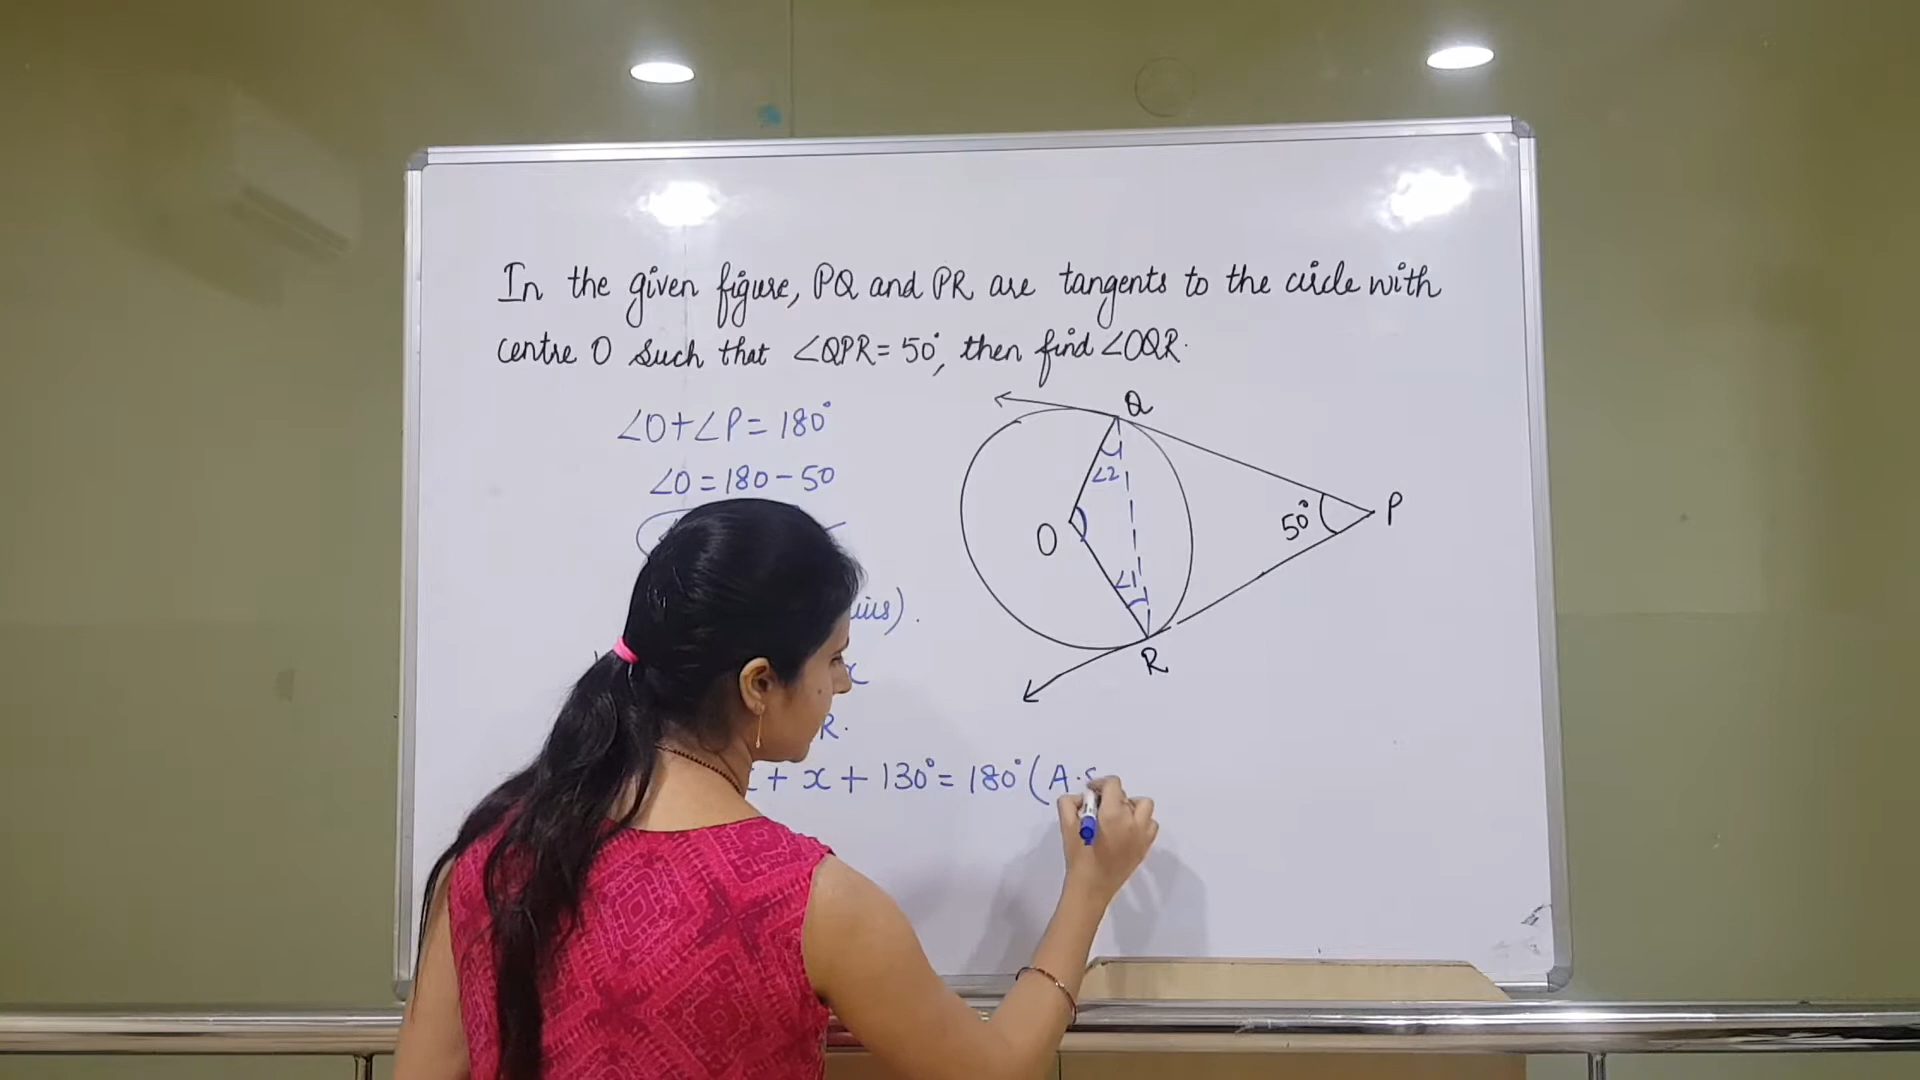 In the given figure, PQ and PR are tangents to the circle with
centre O such that ∠QPR = 50°, then find ∠OQR.
∠O + ∠P = 180°
∠O = 180 - 50
Q
∠2
P
50°
O
∠1
R
x
R.
+ x + 130° = 180° (A.S